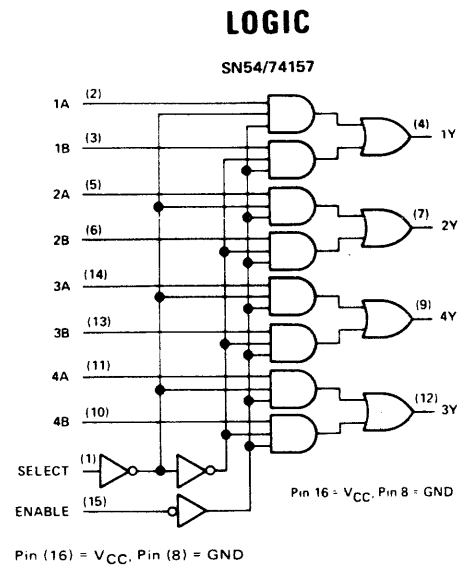 LOGIC
SN54/74157
1A (2)
1B (3)
2A (5)
2B (6)
3A (14)
3B (13)
4A (11)
4B (10)
SELECT (1)
ENABLE (15)
(4) 1Y
(7) 2Y
(9) 4Y
(12) 3Y
Pin 16 = VCC, Pin 8 = GND
Pin (16) = VCC, Pin (8) = GND